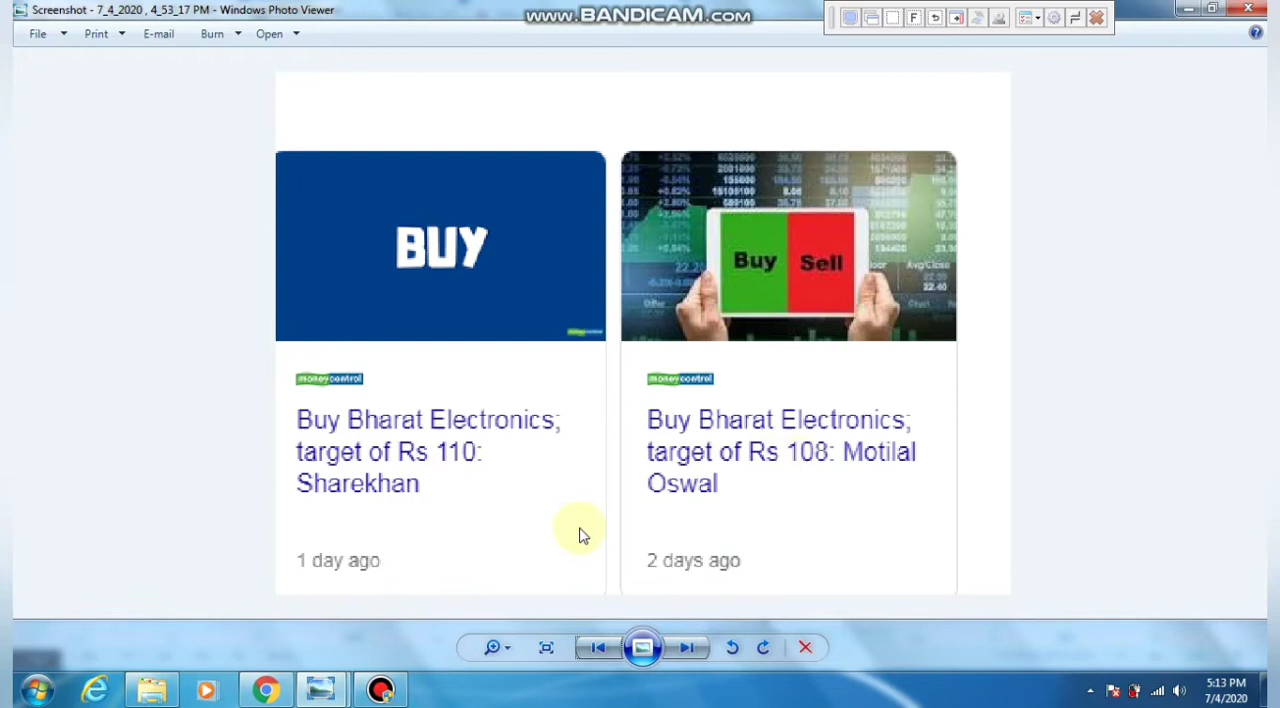 Screenshot - 7_4_2020 , 4_53_17 PM - Windows Photo Viewer
www.BANDICAM.com
F
File Print E-mail Burn Open
BUY
Buy Sell
moneycontrol
Buy Bharat Electronics;
target of Rs 110:
Sharekhan
1 day ago
moneycontrol
Buy Bharat Electronics;
target of Rs 108: Motilal
Oswal
2 days ago
5:13 PM
7/4/2020